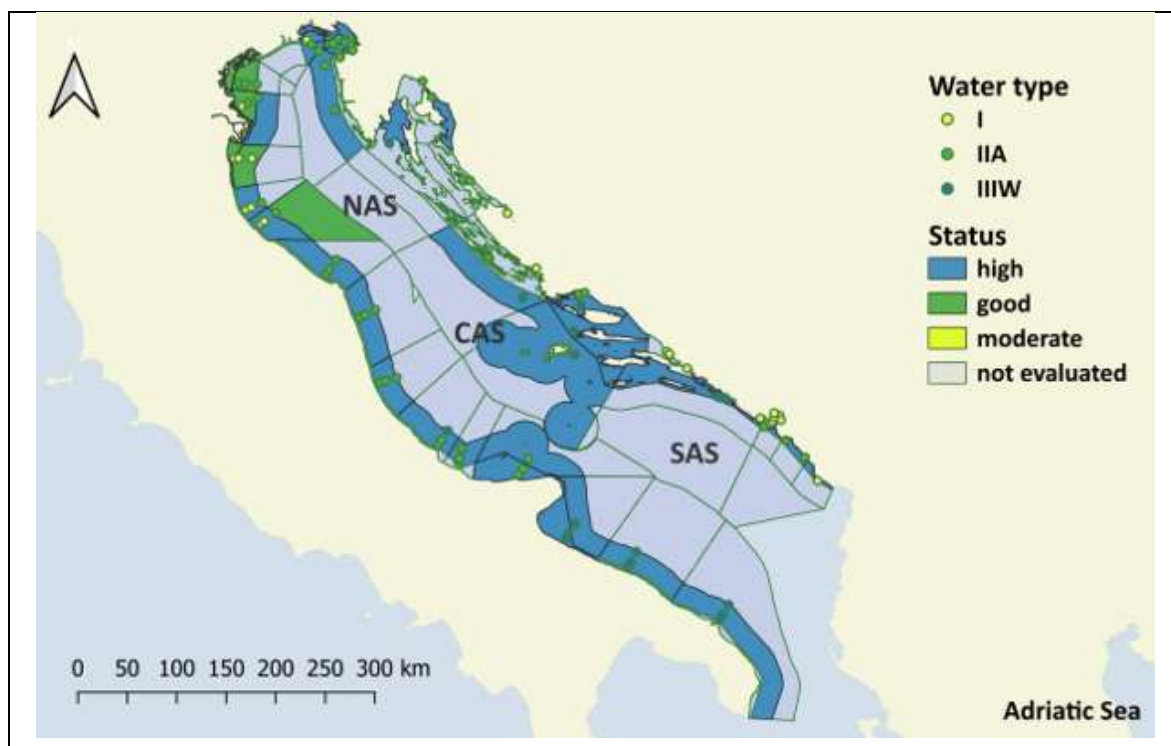 Water type
I
IIA
IIIW
Status
high
good
moderate
not evaluated
NAS
CAS
SAS
0 50 100 150 200 250 300 km
Adriatic Sea